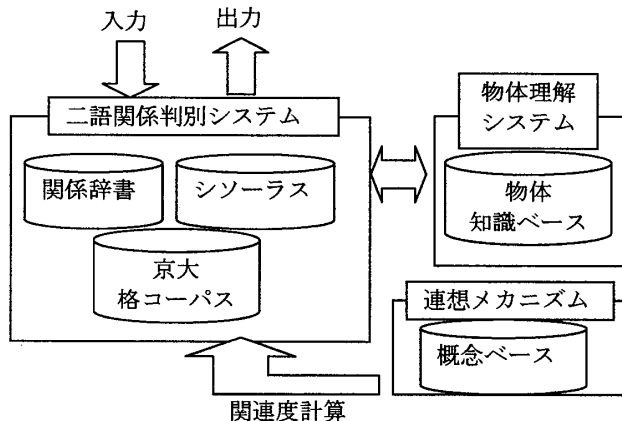 入力
出力
二語関係判別システム
関係辞書
シソーラス
京大
格コーパス
物体理解
システム
物体
知識ベース
連想メカニズム
概念ベース
関連度計算